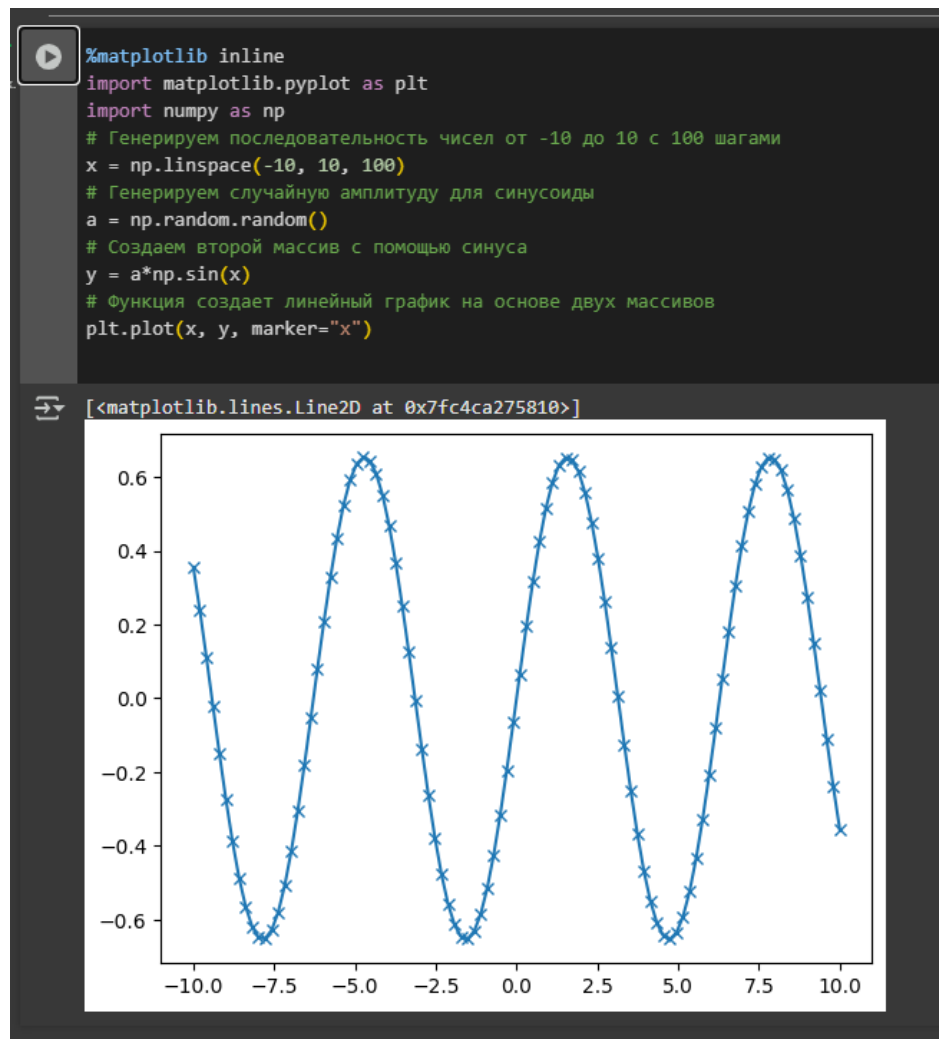 %matplotlib inline
import matplotlib.pyplot as plt
import numpy as np
# Генерируем последовательность чисел от -10 до 10 с 100 шагами
x = np.linspace(-10, 10, 100)
# Генерируем случайную амплитуду для синусоиды
a = np.random.random()
# Создаем второй массив с помощью синуса
y = a*np.sin(x)
# Функция создает линейный график на основе двух массивов
plt.plot(x, y, marker="x")
[<matplotlib.lines.Line2D at 0x7fc4ca275810>]
0.6
0.4
0.2
0.0
−0.2
−0.4
−0.6
−10.0 −7.5 −5.0 −2.5 0.0 2.5 5.0 7.5 10.0